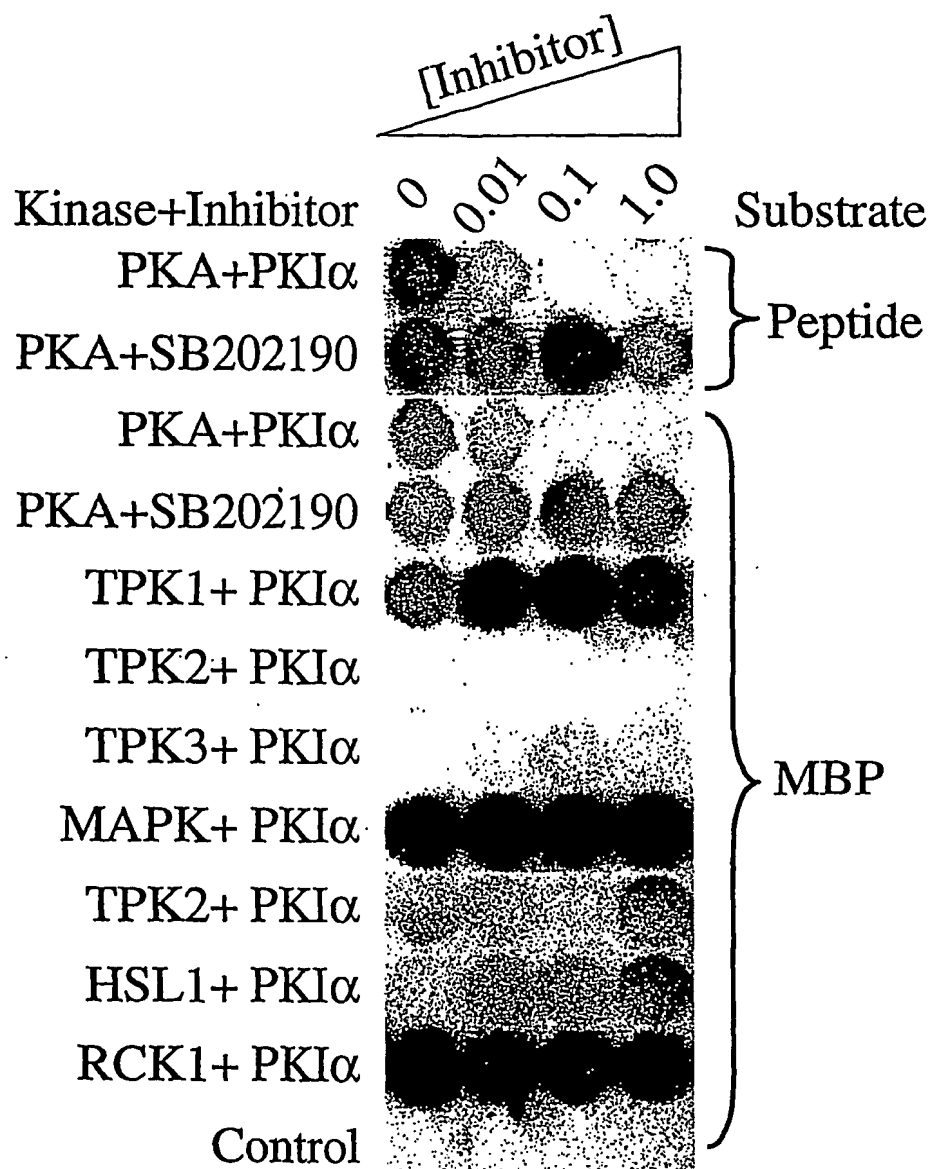 [Inhibitor]
Kinase+Inhibitor 0 0.01 0.1 1.0 Substrate
PKA+PKIα
PKA+SB202190
Peptide
PKA+PKIα
PKA+SB202190
TPK1+ PKIα
TPK2+ PKIα
TPK3+ PKIα
MBP
MAPK+ PKIα
TPK2+ PKIα
HSL1+ PKIα
RCK1+ PKIα
Control